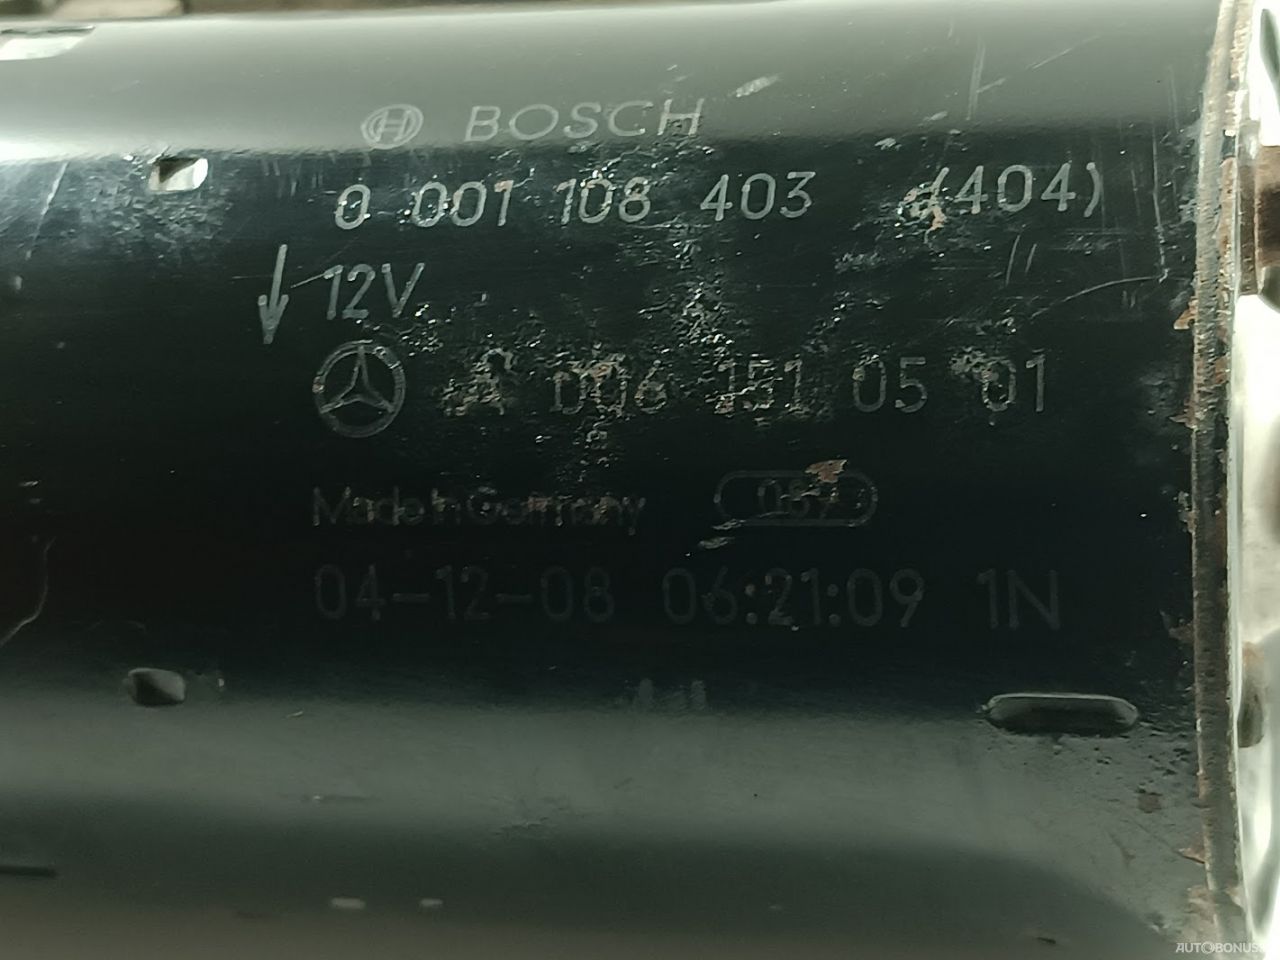 BOSCH
0 001 108 403 (404)
12V
A 006 151 05 01
Made in Germany
04-12-08 06:21:09 1N
AUTOBONUS